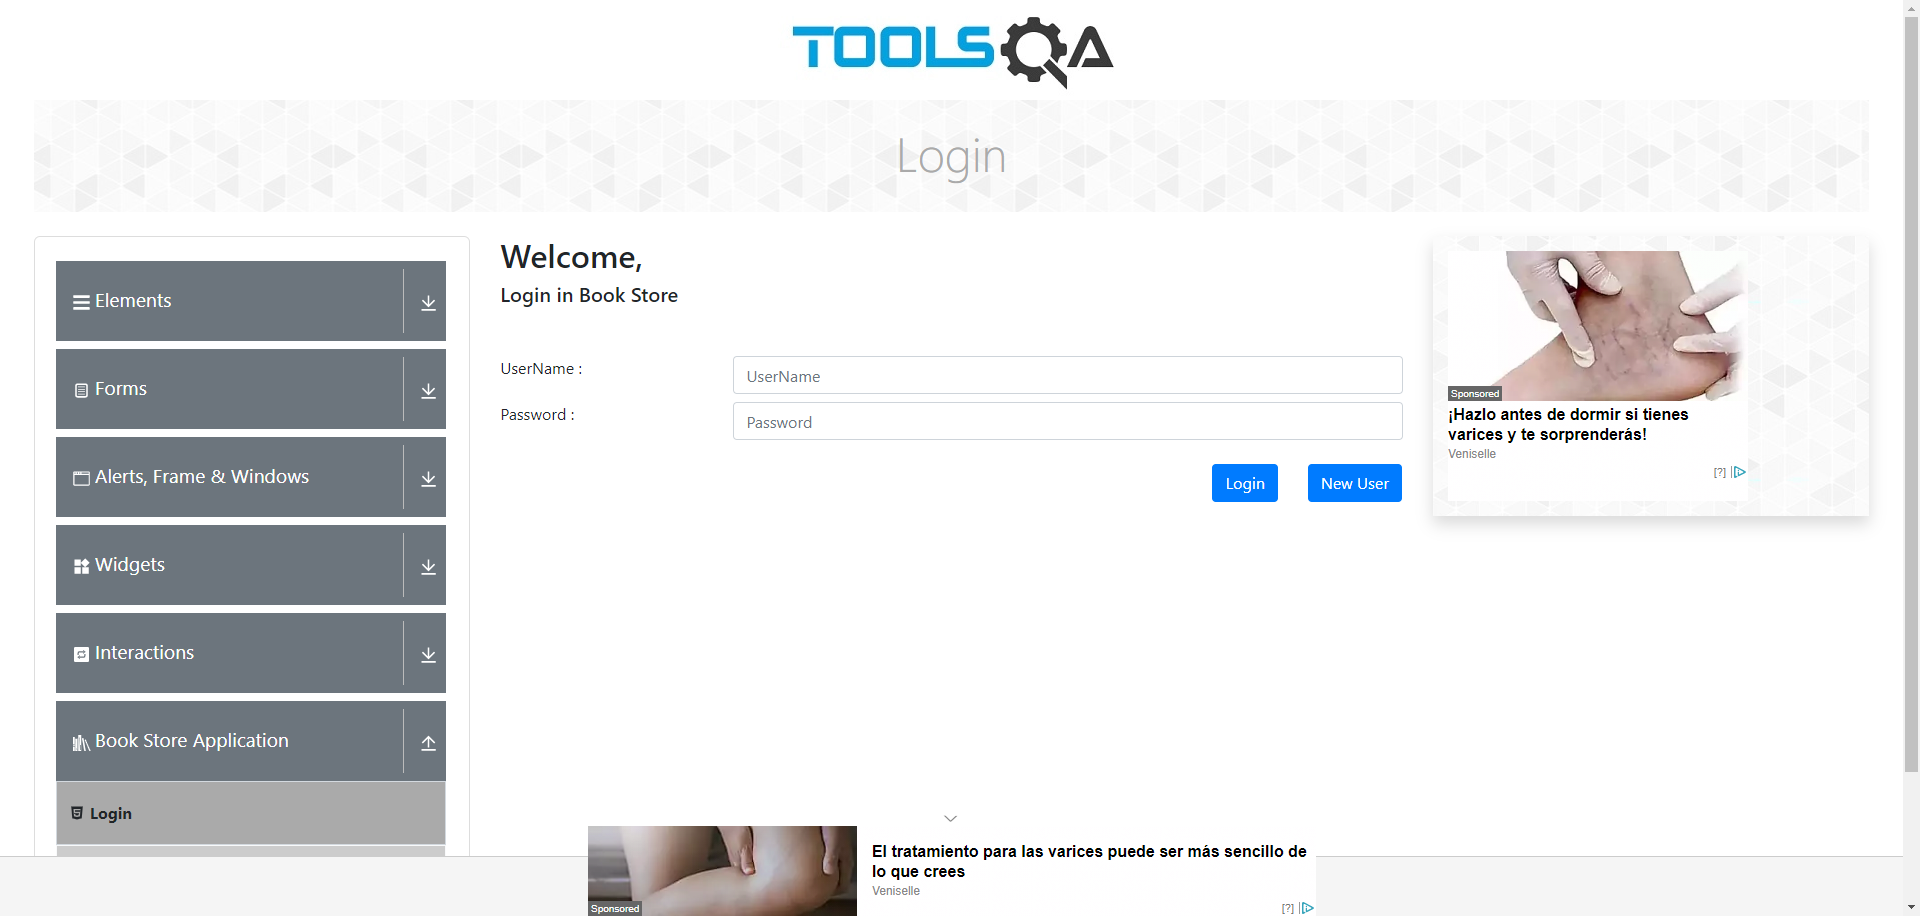 TOOLSQA
Login
Elements
Forms
Alerts, Frame & Windows
Widgets
Interactions
Book Store Application
Login
Welcome,
Login in Book Store
UserName :
UserName
Password :
Password
Login
New User
Sponsored
¡Hazlo antes de dormir si tienes
varices y te sorprenderás!
Veniselle
[?]
El tratamiento para las varices puede ser más sencillo de
lo que crees
Veniselle
Sponsored
[?]